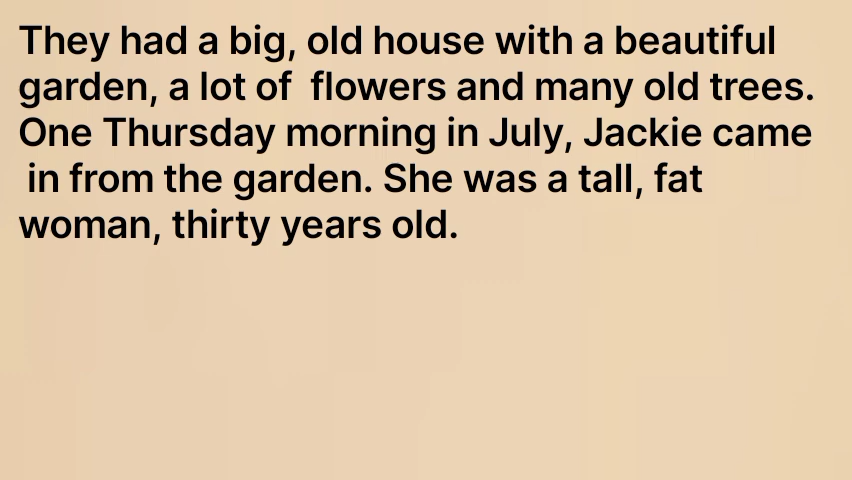 They had a big, old house with a beautiful
garden, a lot of  flowers and many old trees.
One Thursday morning in July, Jackie came
 in from the garden. She was a tall, fat
woman, thirty years old.